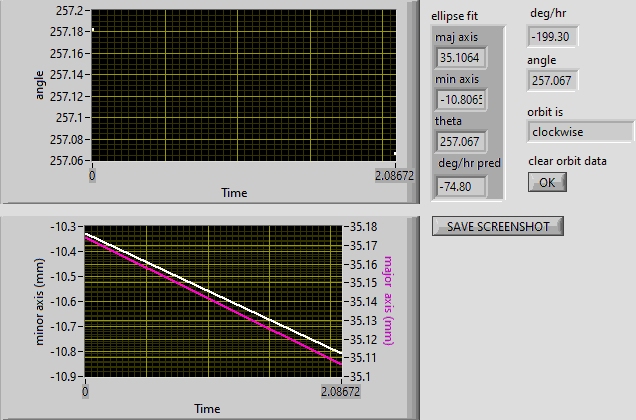 257.2
257.18
257.16
257.14
257.12
257.1
257.08
257.06
angle
0
2.08672
Time
ellipse fit
maj axis
35.1064
min axis
-10.8065
theta
257.067
deg/hr pred
-74.80
deg/hr
-199.30
angle
257.067
orbit is
clockwise
clear orbit data
OK
SAVE SCREENSHOT
-10.3
-10.4
-10.5
-10.6
-10.7
-10.8
-10.9
minor axis (mm)
35.18
35.17
35.16
35.15
35.14
35.13
35.12
35.11
35.1
major axis (mm)
0
2.08672
Time